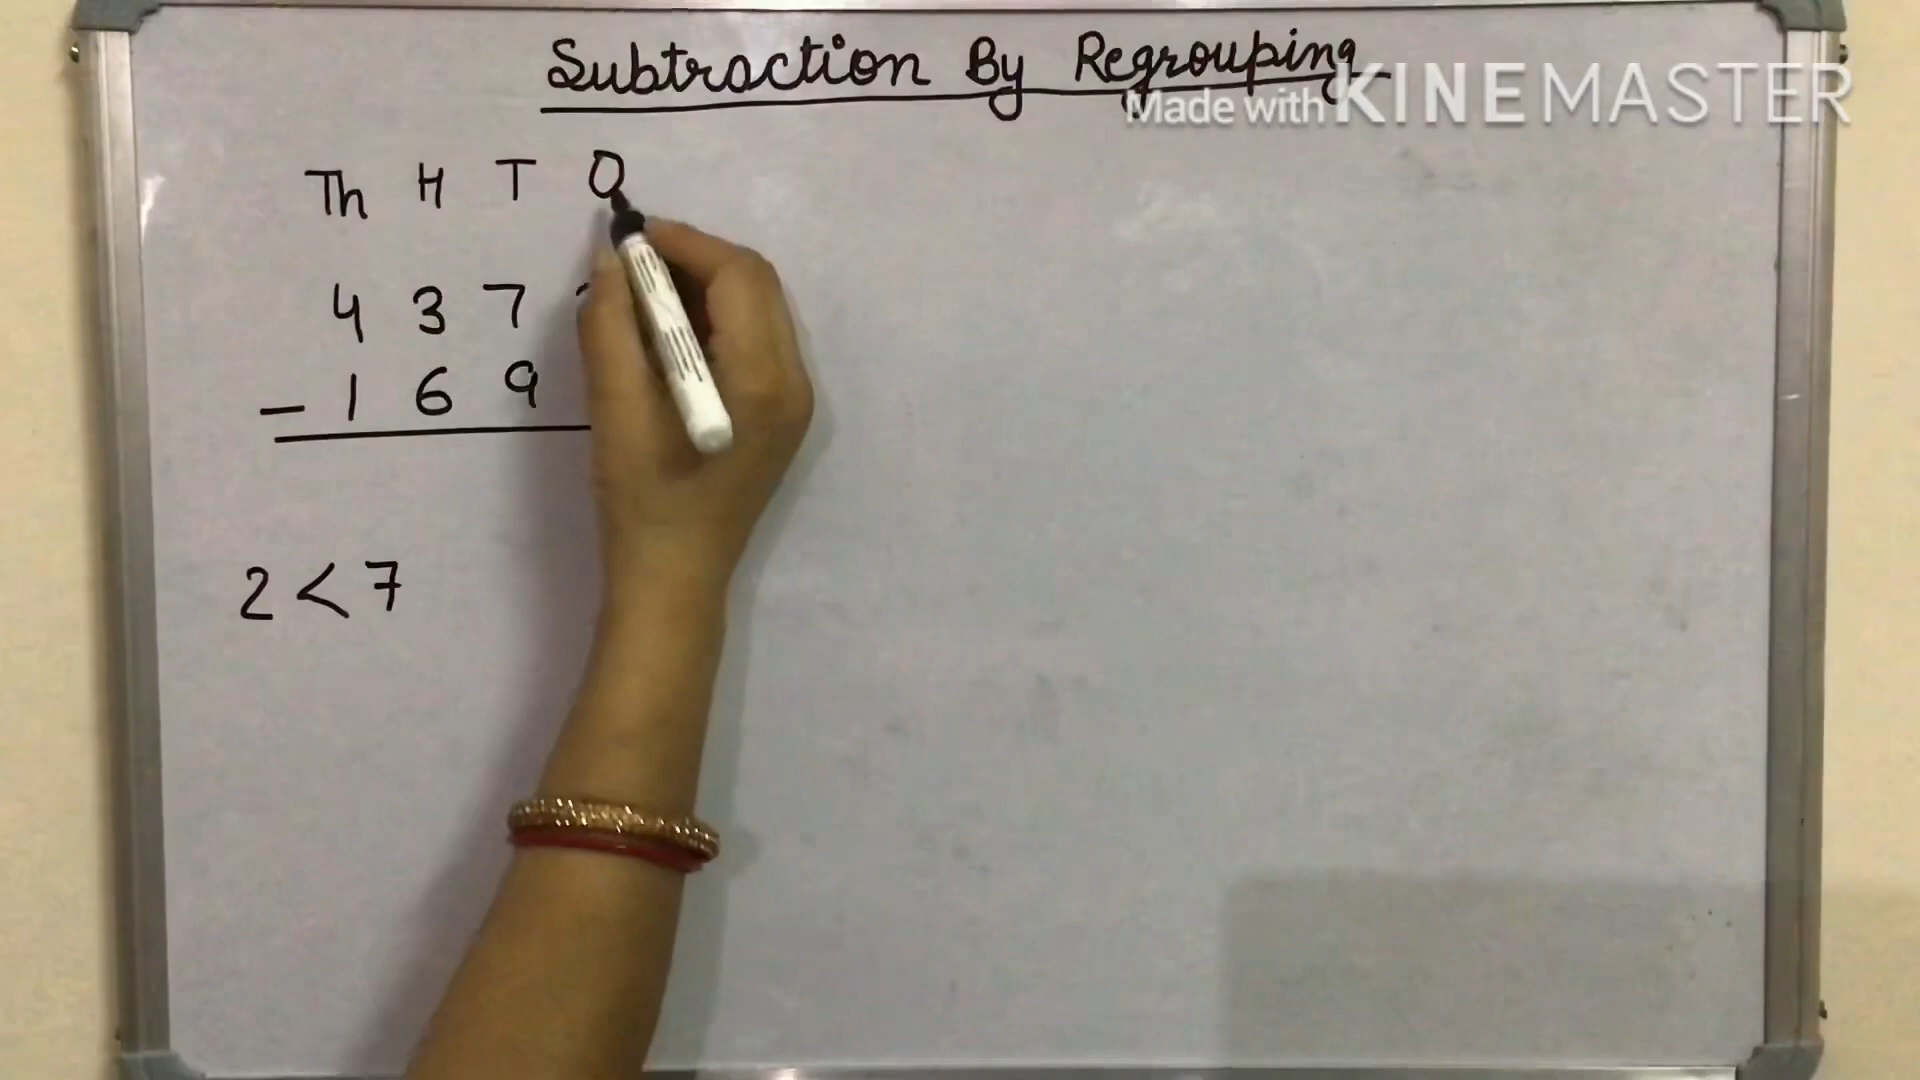 Subtraction By Regrouping
Made with KINEMASTER
Th H T O
4 3 7
- 1 6 9
2 < 7